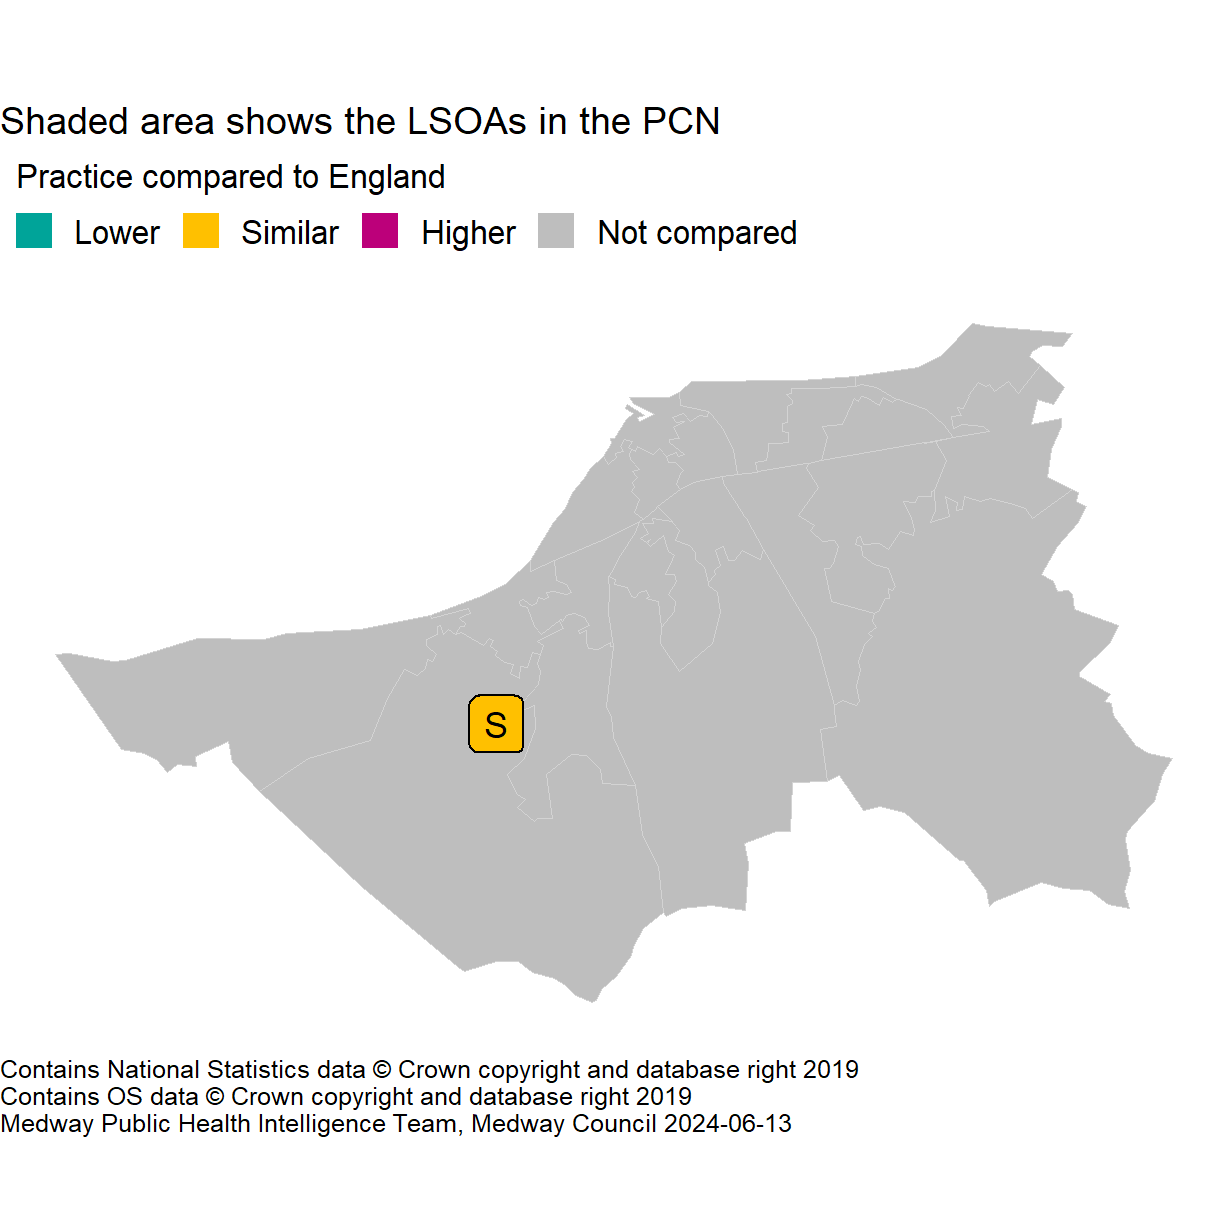 Shaded area shows the LSOAs in the PCN
Practice compared to England
Lower Similar Higher Not compared
S
Contains National Statistics data © Crown copyright and database right 2019
Contains OS data © Crown copyright and database right 2019
Medway Public Health Intelligence Team, Medway Council 2024-06-13